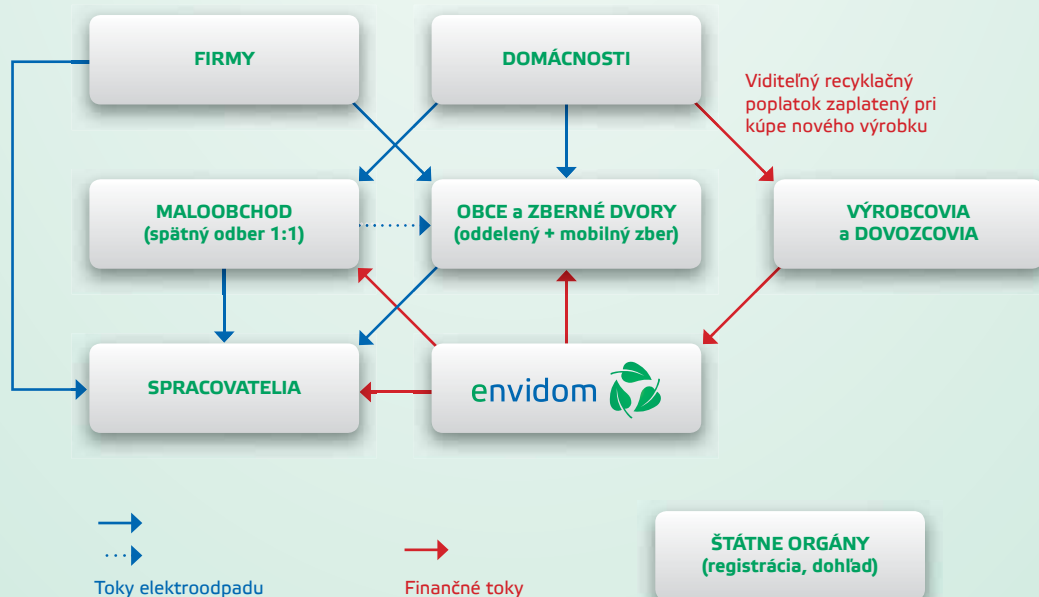 FIRMY
DOMÁCNOSTI
Viditeľný recyklačný
poplatok zaplatený pri
kúpe nového výrobku
MALOOBCHOD
(spätný odber 1:1)
OBCE a ZBERNÉ DVORY
(oddelený + mobilný zber)
VÝROBCOVIA
a DOVOZCOVIA
SPRACOVATELIA
envidom
Toky elektroodpadu
Finančné toky
ŠTÁTNE ORGÁNY
(registrácia, dohľad)